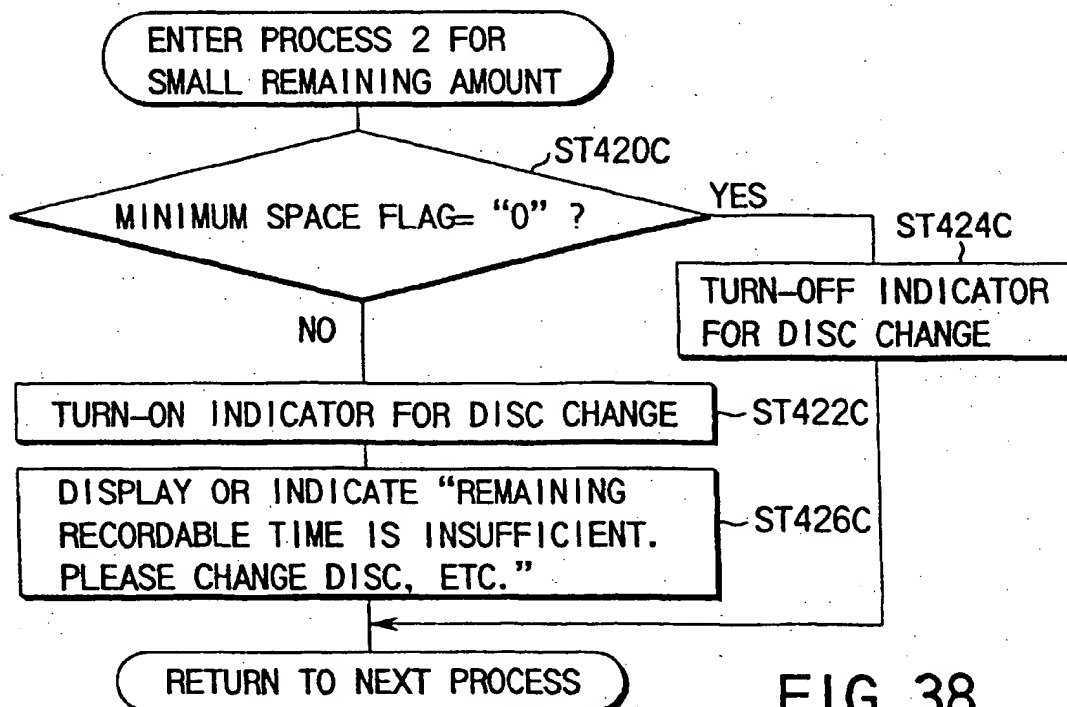 ENTER PROCESS 2 FOR
SMALL REMAINING AMOUNT
ST420C
MINIMUM SPACE FLAG= “0” ?
YES
ST424C
TURN-OFF INDICATOR
FOR DISC CHANGE
NO
TURN-ON INDICATOR FOR DISC CHANGE
ST422C
DISPLAY OR INDICATE “REMAINING
RECORDABLE TIME IS INSUFFICIENT.
PLEASE CHANGE DISC, ETC.”
ST426C
RETURN TO NEXT PROCESS
FIG. 38